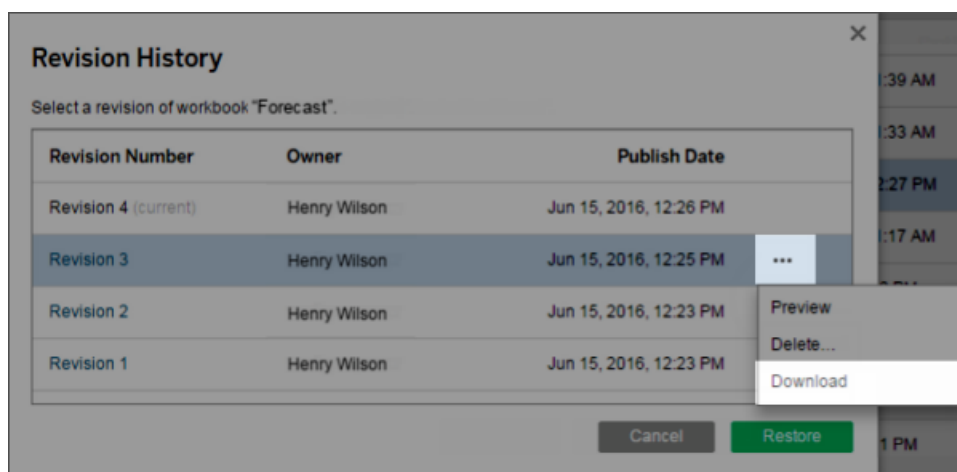 Revision History
Select a revision of workbook "Forecast".
Revision Number Owner Publish Date
Revision 4 (current) Henry Wilson Jun 15, 2016, 12:26 PM
Revision 3 Henry Wilson Jun 15, 2016, 12:25 PM ...
Revision 2 Henry Wilson Jun 15, 2016, 12:23 PM
Revision 1 Henry Wilson Jun 15, 2016, 12:23 PM
Preview
Delete...
Download
Cancel Restore
:39 AM
:33 AM
2:27 PM
:17 AM
1 PM